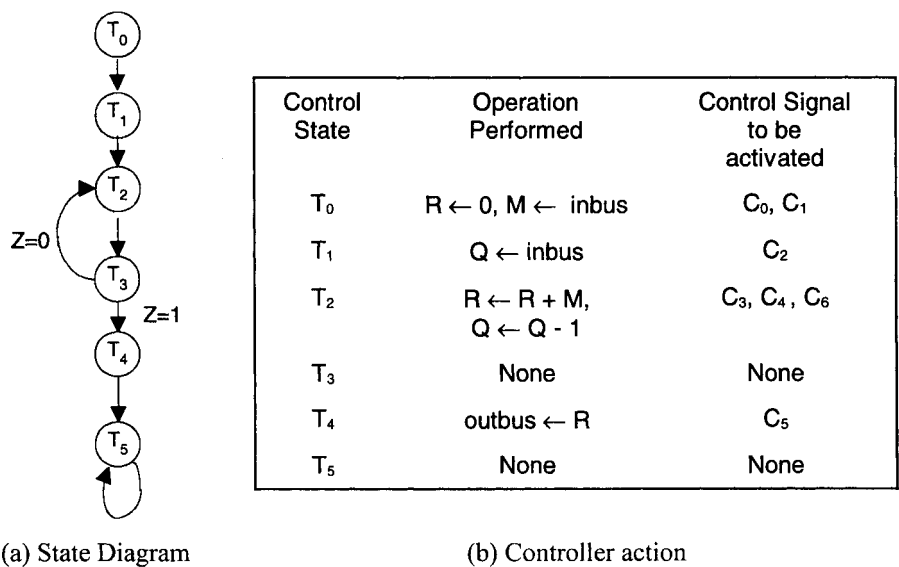 T₀
T₁
T₂
Z=0
T₃
Z=1
T₄
T₅
(a) State Diagram
Control State Operation Performed Control Signal to be activated
T₀ R ← 0, M ← inbus C₀, C₁
T₁ Q ← inbus C₂
T₂ R ← R + M, C₃, C₄, C₆
Q ← Q - 1
T₃ None None
T₄ outbus ← R C₅
T₅ None None
(b) Controller action